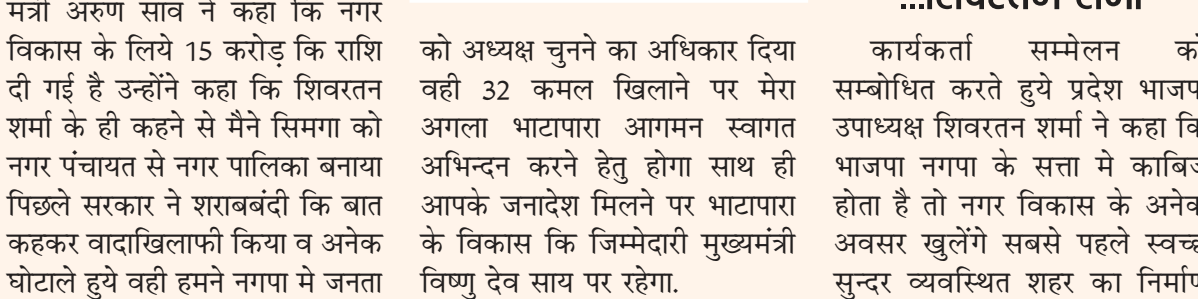 मंत्री अरुण साव ने कहा कि नगर
विकास के लिये 15 करोड़ कि राशि
दी गई है उन्होंने कहा कि शिवरतन
शर्मा के ही कहने से मैने सिमगा को
नगर पंचायत से नगर पालिका बनाया
पिछले सरकार ने शराबबंदी कि बात
कहकर वादाखिलाफी किया व अनेक
घोटाले हुये वही हमने नगपा मे जनता
को अध्यक्ष चुनने का अधिकार दिया
वही 32 कमल खिलाने पर मेरा
अगला भाटापारा आगमन स्वागत
अभिन्दन करने हेतु होगा साथ ही
आपके जनादेश मिलने पर भाटापारा
के विकास कि जिम्मेदारी मुख्यमंत्री
विष्णु देव साय पर रहेगा.
कार्यकर्ता सम्मेलन को
सम्बोधित करते हुये प्रदेश भाजप
उपाध्यक्ष शिवरतन शर्मा ने कहा कि
भाजपा नगपा के सत्ता मे काबिज
होता है तो नगर विकास के अनेक
अवसर खुलेंगे सबसे पहले स्वच्छ
सुन्दर व्यवस्थित शहर का निर्माण